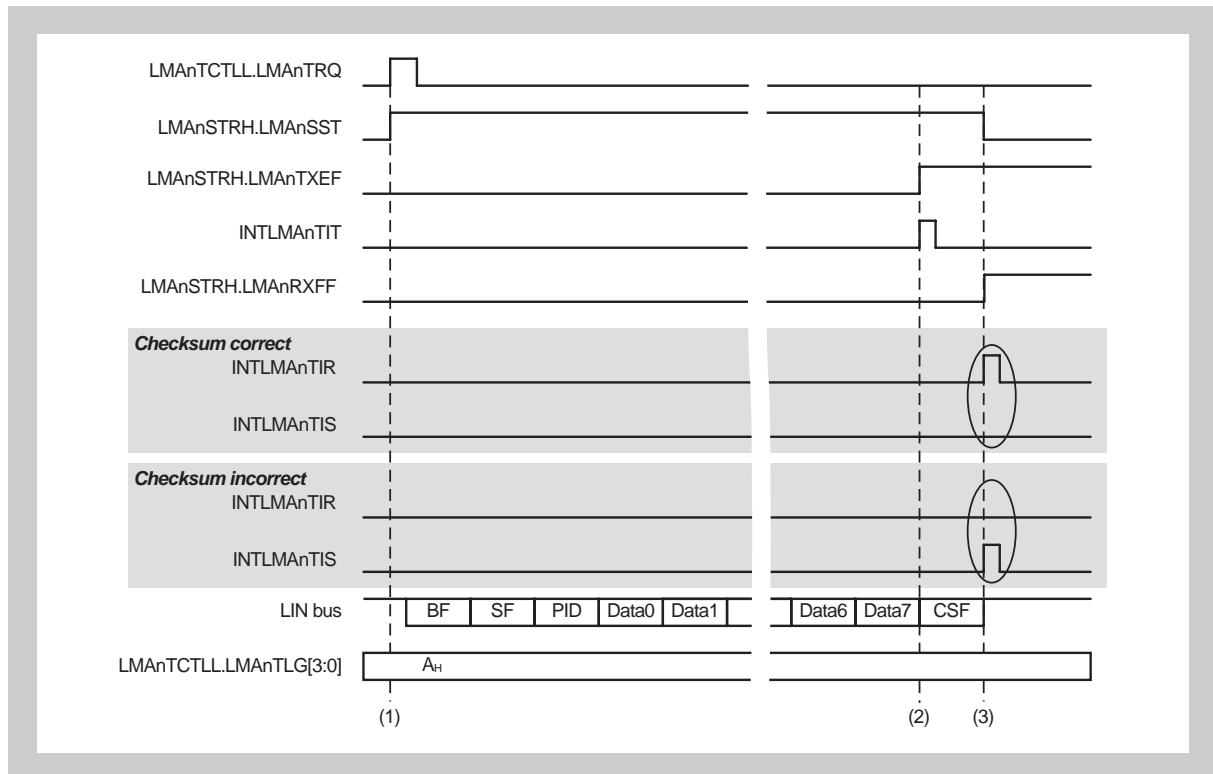 LMAnTCTLL.LMAnTRQ
LMAnSTRH.LMAnSST
LMAnSTRH.LMAnTXEF
INTLMAnTIT
LMAnSTRH.LMAnRXFF
Checksum correct
INTLMAnTIR
INTLMAnTIS
Checksum incorrect
INTLMAnTIR
INTLMAnTIS
LIN bus BF SF PID Data0 Data1 Data6 Data7 CSF
LMAnTCTLL.LMAnTLG[3:0] AH
(1) (2) (3)